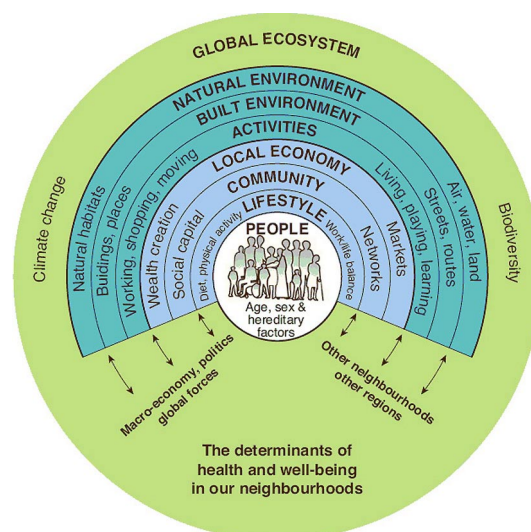 GLOBAL ECOSYSTEM
NATURAL ENVIRONMENT
BUILT ENVIRONMENT
ACTIVITIES
LOCAL ECONOMY
COMMUNITY
LIFESTYLE
PEOPLE
Age, sex &
hereditary
factors
Climate change
Natural habitats
Buidings, places
Working, shopping, moving
Wealth creation
Social capital
Diet, physical activity
Work/life balance
Networks
Markets
Living, playing, learning
Streets, routes
Air, water, land
Biodiversity
Macro-economy, politics
global forces
Other neighbourhoods
other regions
The determinants of
health and well-being
in our neighbourhoods